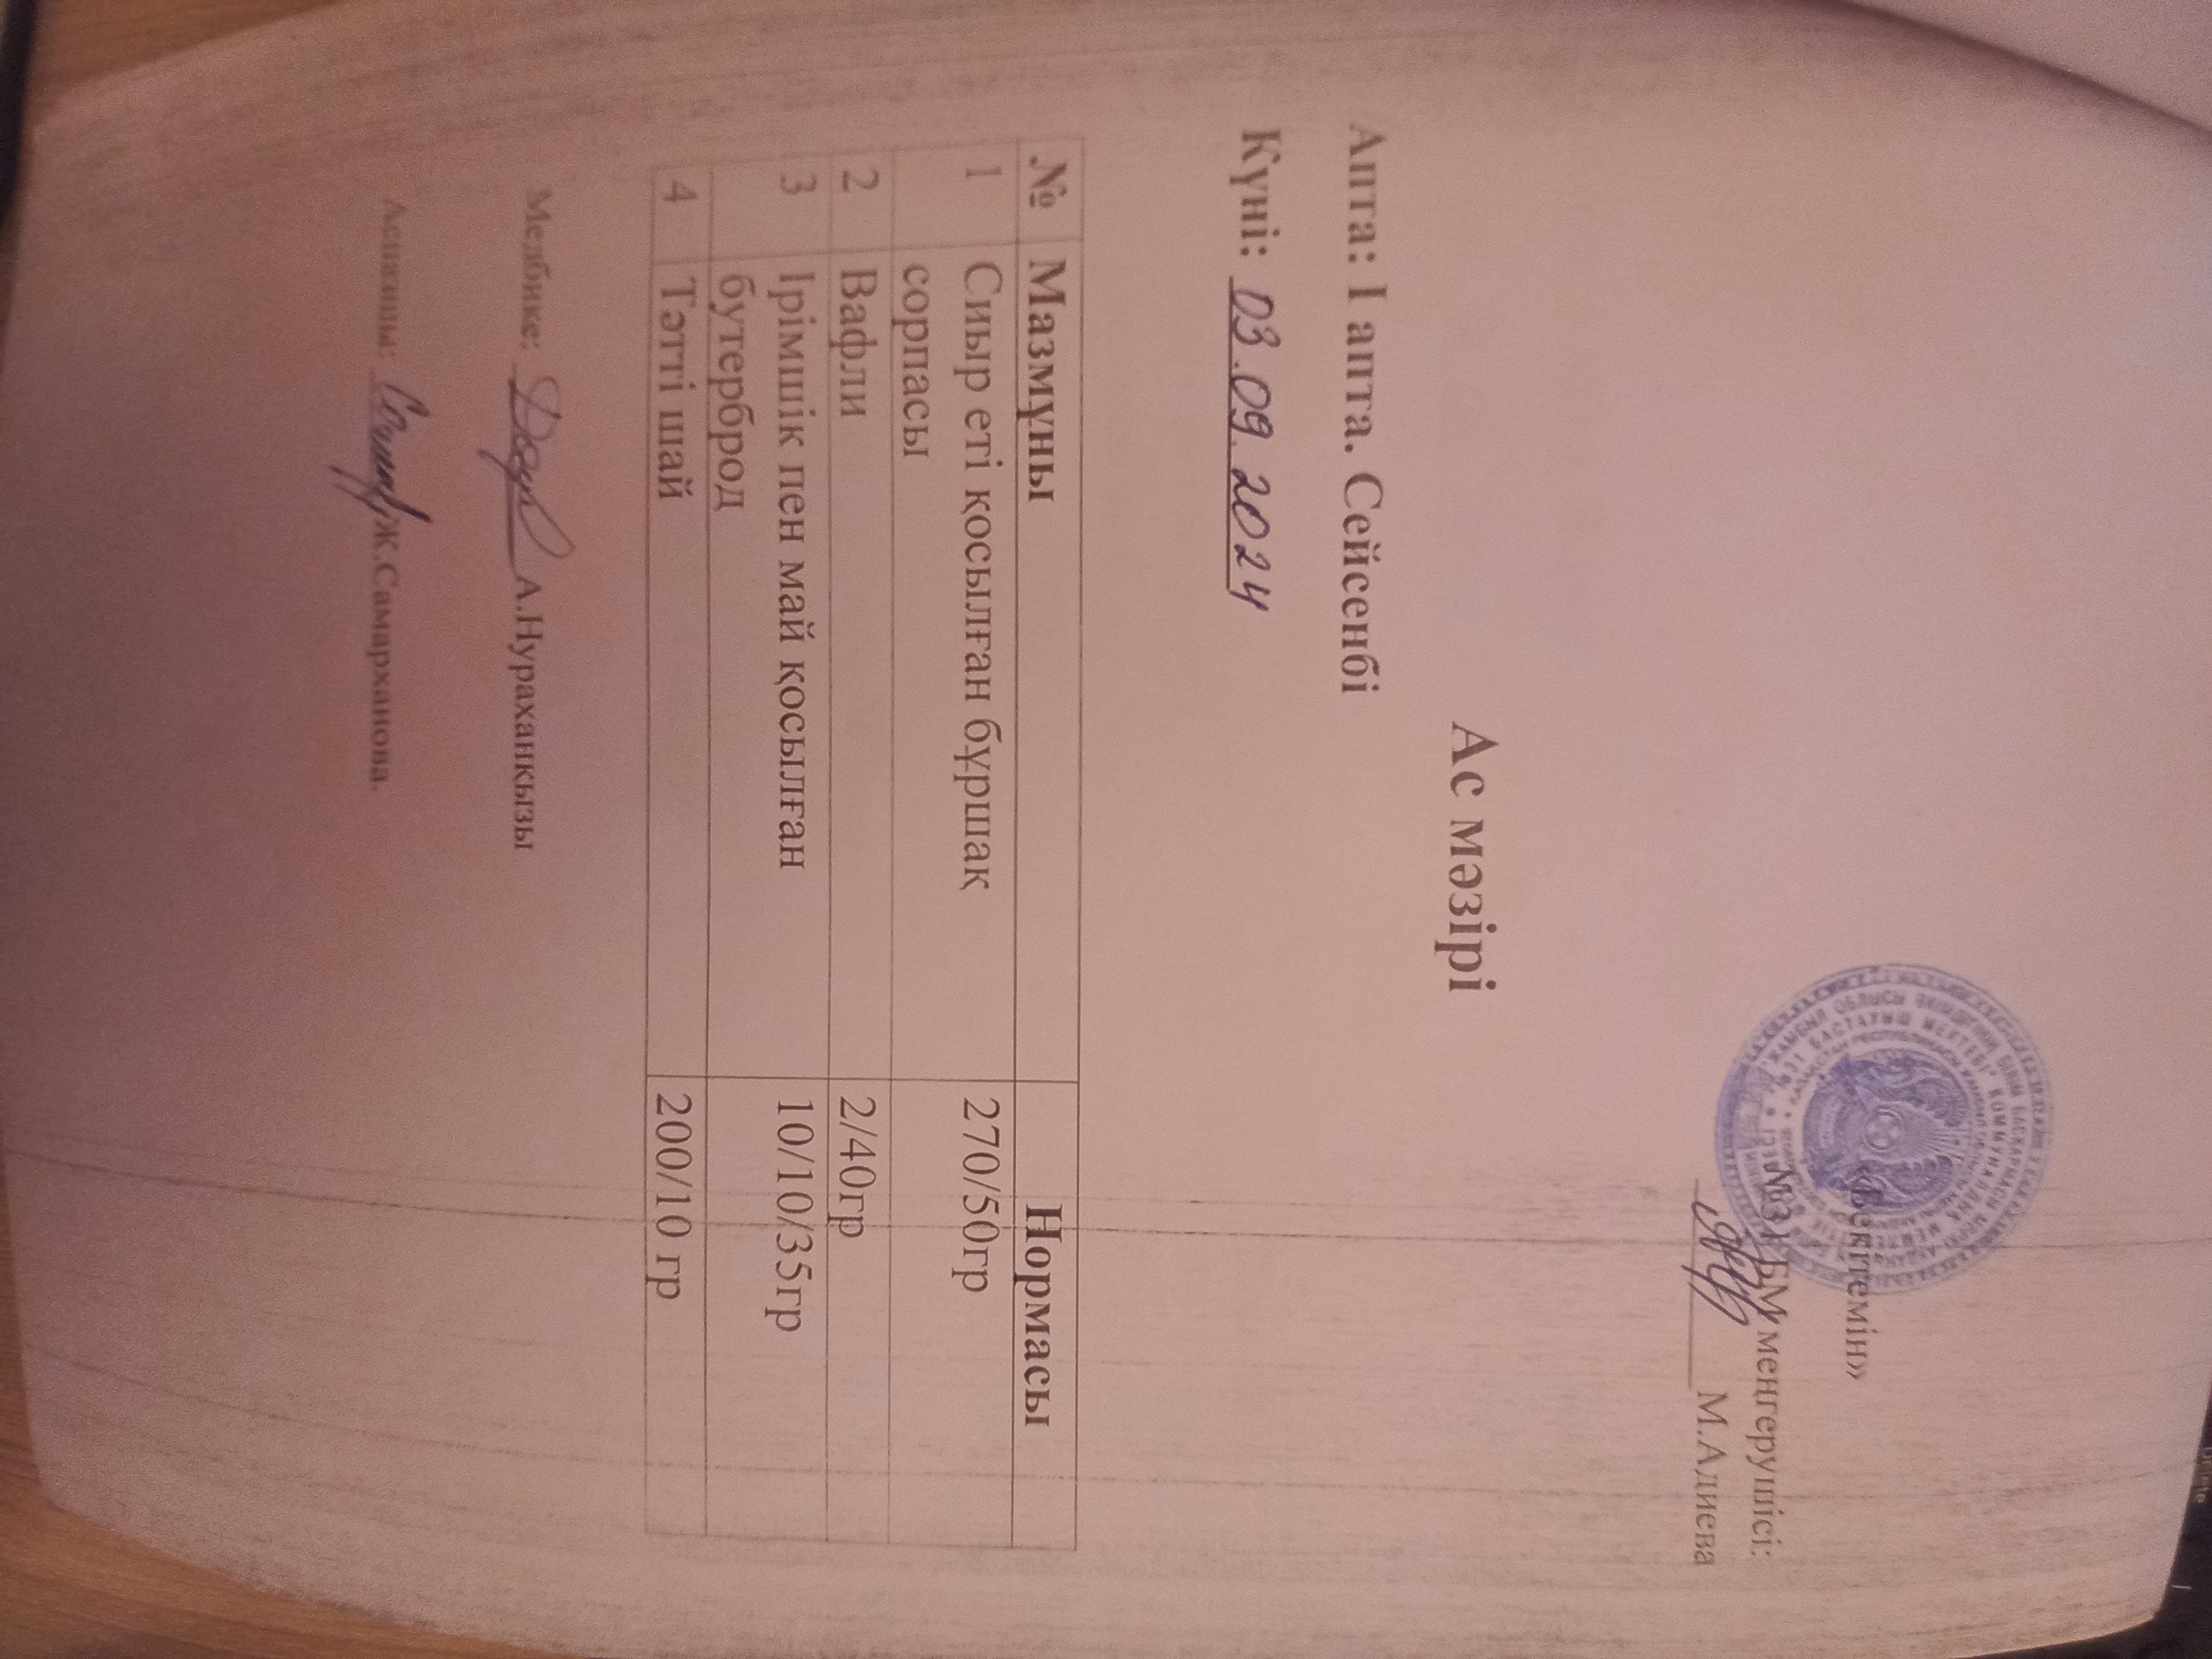 «Бекітемін»
№31 БМ меңгерушісі:
М.Адиева
Ас мәзірі
Апта: І апта. Сейсенбі
Күні: 03.09.2024
№ Мазмұны Нормасы
1 Сиыр еті қосылған бұршақ сорпасы 270/50гр
2 Вафли 2/40гр
3 Ірімшік пен май қосылған бутерброд 10/10/35гр
4 Тәтті шай 200/10 гр
Медбике: А.Нураханкызы
Аспазшы: Ж.Самарханова.